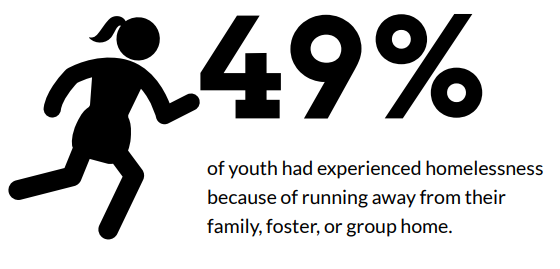 49%
of youth had experienced homelessness
because of running away from their
family, foster, or group home.